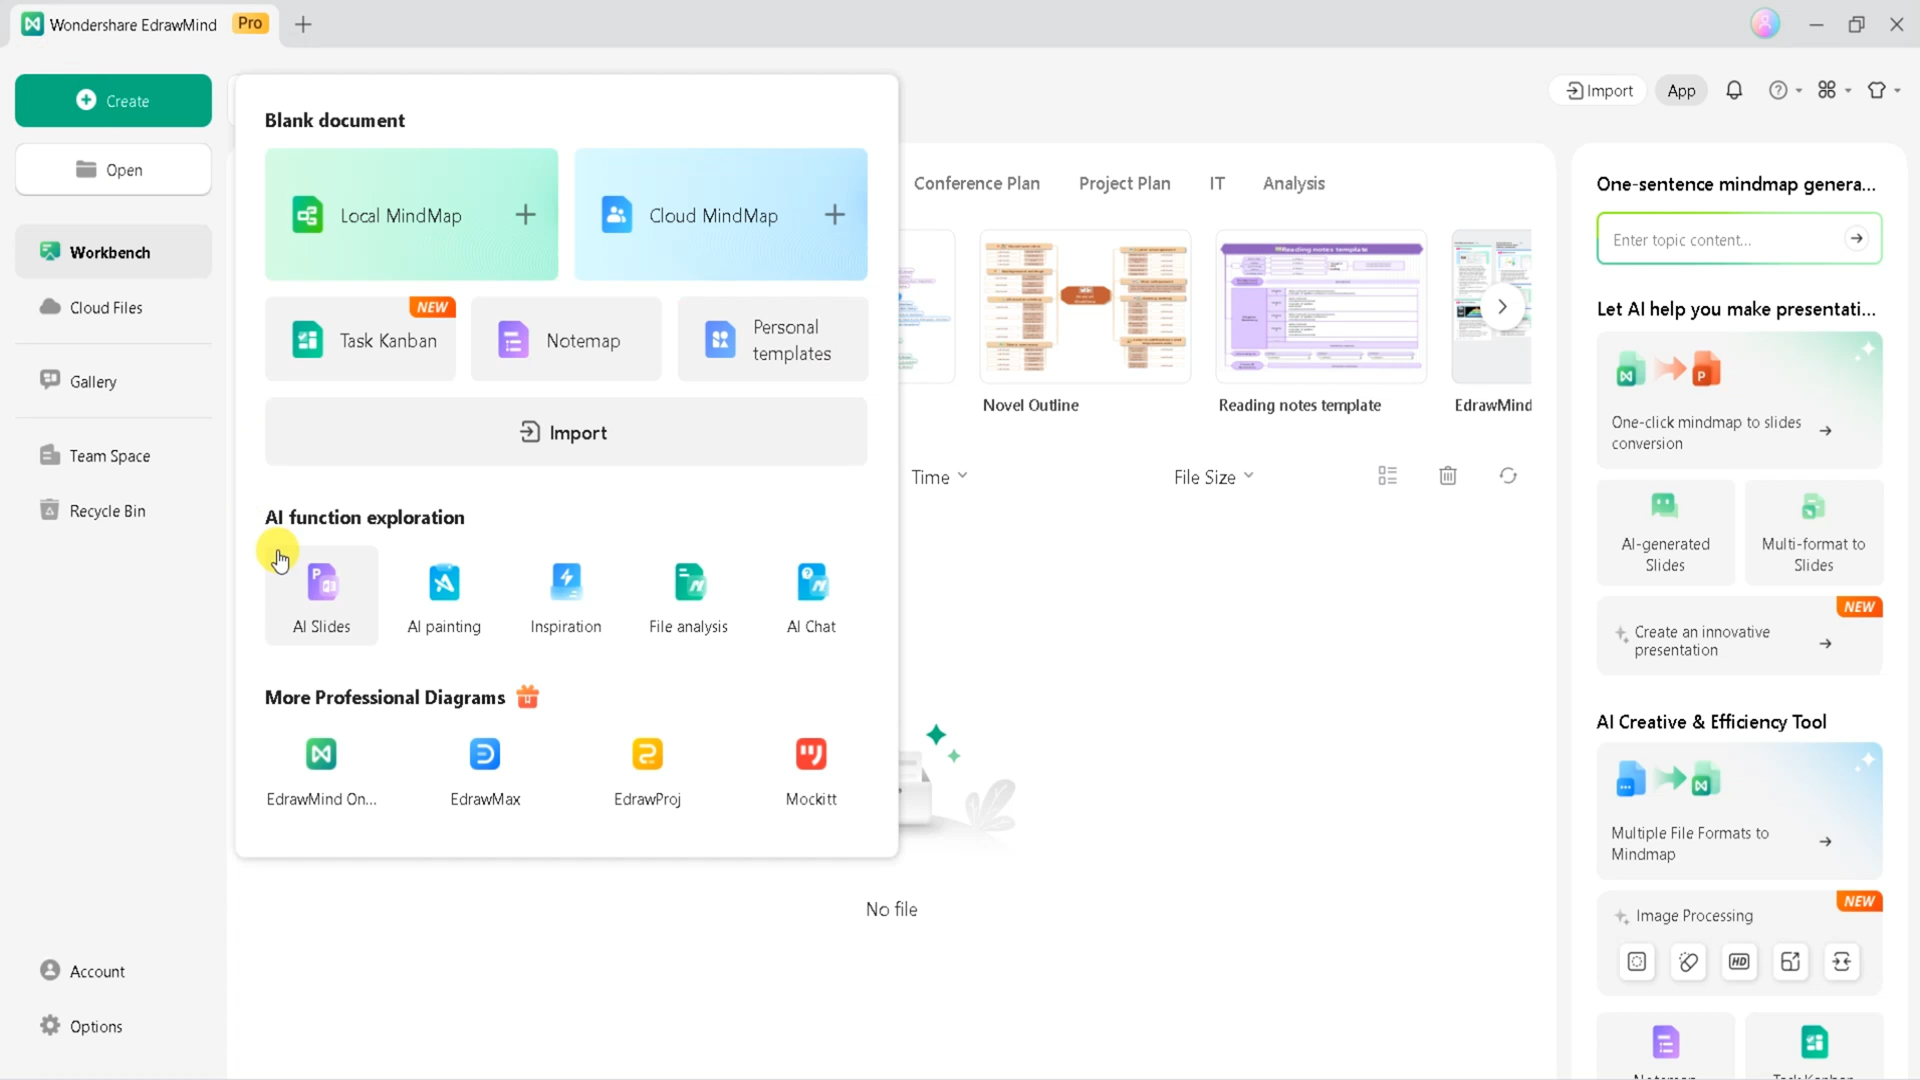 Wondershare EdrawMind Pro
Create
Open
Workbench
Cloud Files
Gallery
Team Space
Recycle Bin
Account
Options
Blank document
Local MindMap
Cloud MindMap
NEW
Task Kanban
Notemap
Personal
templates
Import
AI function exploration
AI Slides
AI painting
Inspiration
File analysis
AI Chat
More Professional Diagrams
EdrawMind On...
EdrawMax
EdrawProj
Mockitt
Import
App
Conference Plan
Project Plan
IT
Analysis
Reading notes template
Novel Outline
Reading notes template
EdrawMind
Time
File Size
No file
One-sentence mindmap genera...
Enter topic content...
Let AI help you make presentati...
One-click mindmap to slides
conversion
AI-generated
Slides
Multi-format to
Slides
NEW
Create an innovative
presentation
AI Creative & Efficiency Tool
Multiple File Formats to
Mindmap
NEW
Image Processing
HD